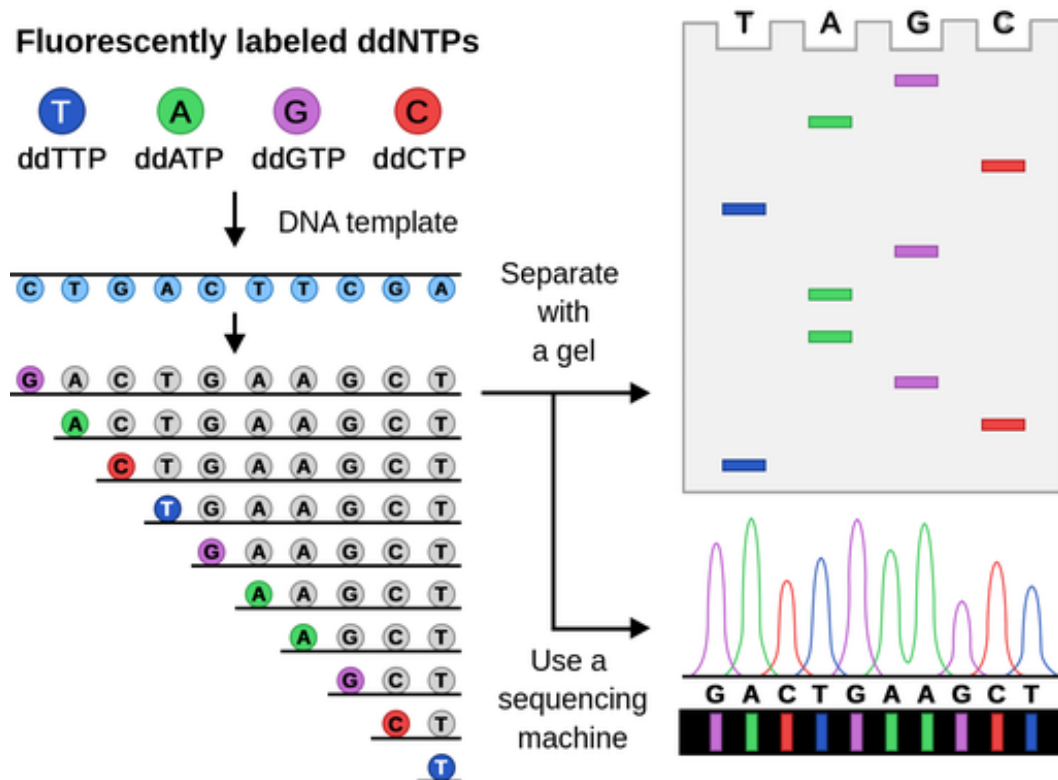 Fluorescently labeled ddNTPs
T A G C
ddTTP ddATP ddGTP ddCTP
DNA template
C T G A C T T C G A
G A C T G A A G C T
A C T G A A G C T
C T G A A G C T
T G A A G C T
G A A G C T
A A G C T
A G C T
G C T
C T
T
Separate
with
a gel
T A G C
Use a
sequencing
machine
G A C T G A A G C T